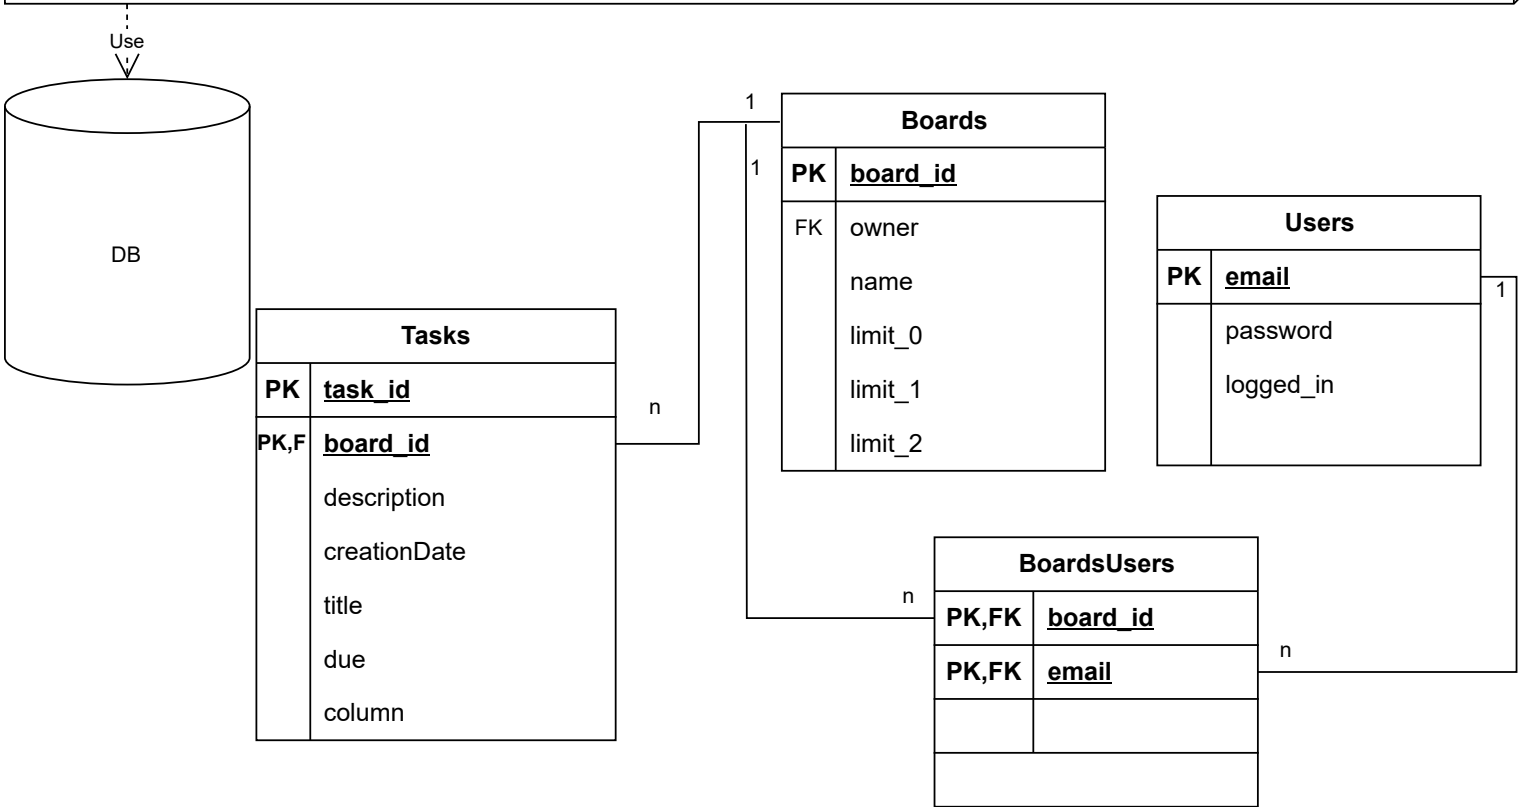 Use
DB
1
1
Boards
PK board_id
FK owner
name
limit_0
limit_1
limit_2
Users
PK email
password
logged_in
1
Tasks
PK task_id
PK,F board_id
description
creationDate
title
due
column
n
BoardsUsers
PK,FK board_id
PK,FK email
n
n